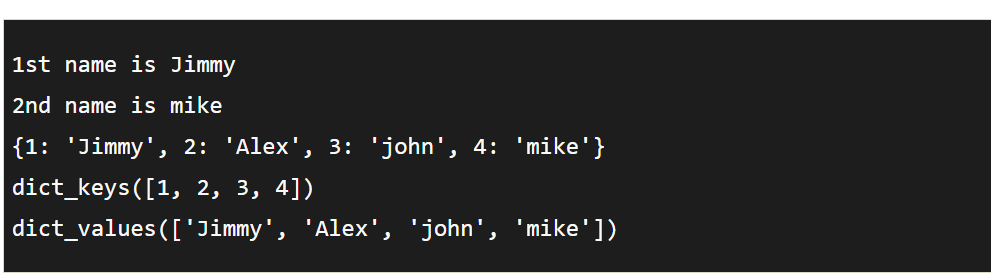 1st name is Jimmy
2nd name is mike
{1: 'Jimmy', 2: 'Alex', 3: 'john', 4: 'mike'}
dict_keys([1, 2, 3, 4])
dict_values(['Jimmy', 'Alex', 'john', 'mike'])